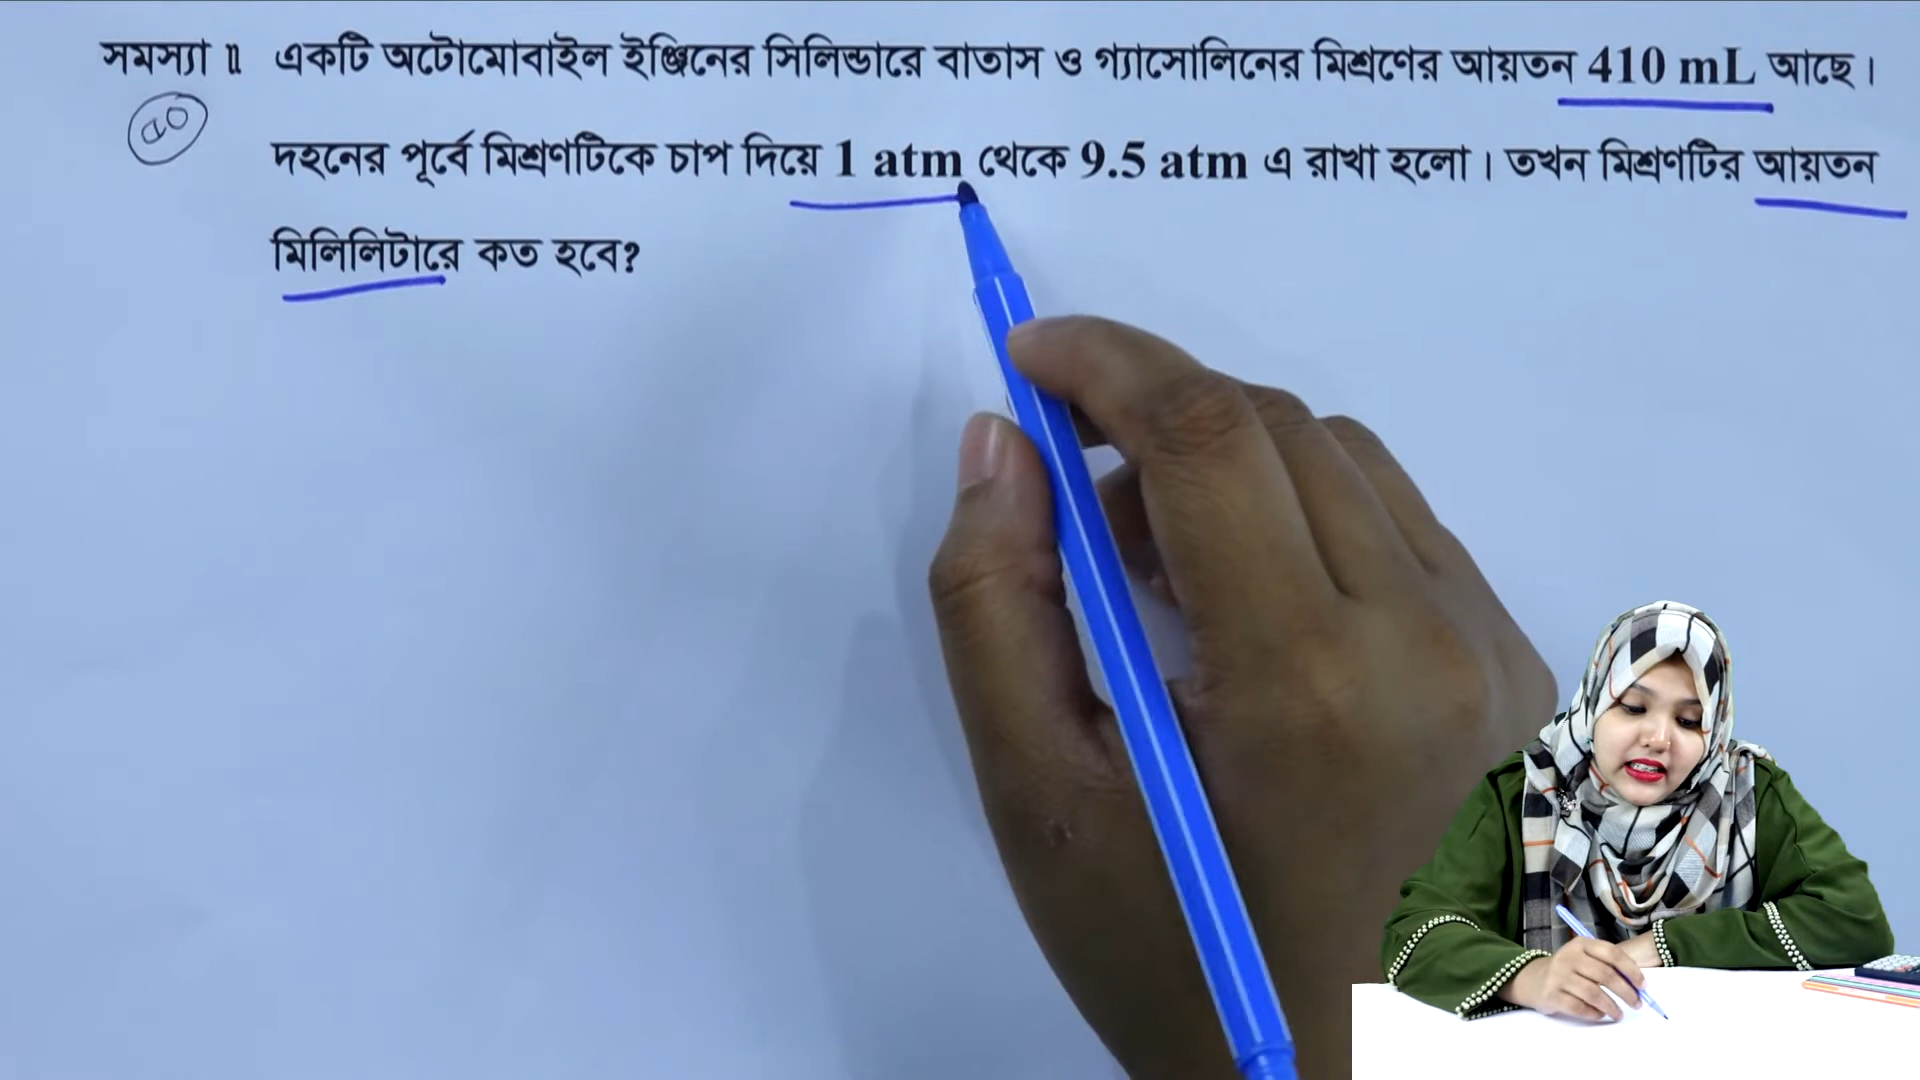 সমস্যা ॥ একটি অটোমোবাইল ইঞ্জিনের সিলিন্ডারে বাতাস ও গ্যাসোলিনের মিশ্রণের আয়তন 410 mL আছে।
দহনের পূর্বে মিশ্রণটিকে চাপ দিয়ে 1 atm থেকে 9.5 atm এ রাখা হলো। তখন মিশ্রণটির আয়তন
মিলিলিটারে কত হবে?